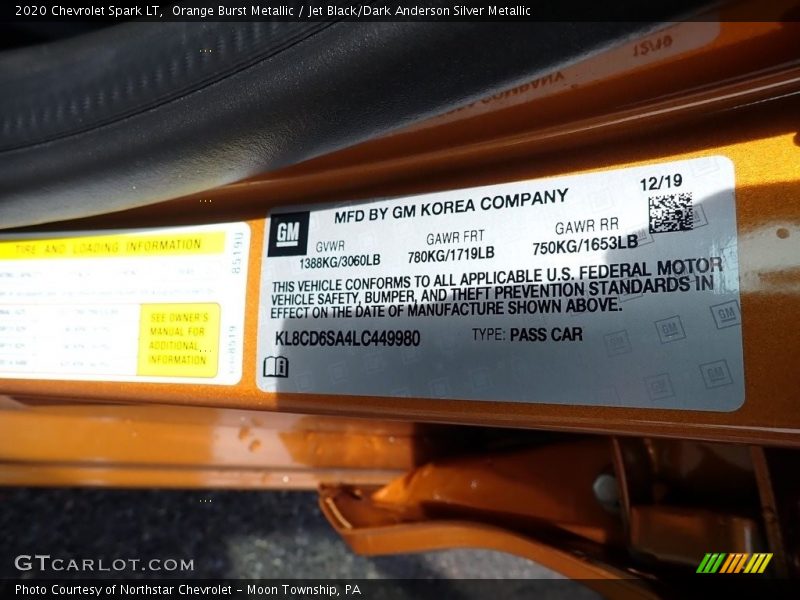 2020 Chevrolet Spark LT, Orange Burst Metallic / Jet Black/Dark Anderson Silver Metallic
12/19
MFD BY GM KOREA COMPANY
GM
GVWR
1388KG/3060LB
GAWR FRT
780KG/1719LB
GAWR RR
750KG/1653LB
THIS VEHICLE CONFORMS TO ALL APPLICABLE U.S. FEDERAL MOTOR
VEHICLE SAFETY, BUMPER, AND THEFT PREVENTION STANDARDS IN
EFFECT ON THE DATE OF MANUFACTURE SHOWN ABOVE.
KL8CD6SA4LC449980
TYPE: PASS CAR
GM
GM
GM
GM
TIRE AND LOADING INFORMATION
SEE OWNER'S
MANUAL FOR
ADDITIONAL
INFORMATION
GTCARLOT.COM
Photo Courtesy of Northstar Chevrolet - Moon Township, PA